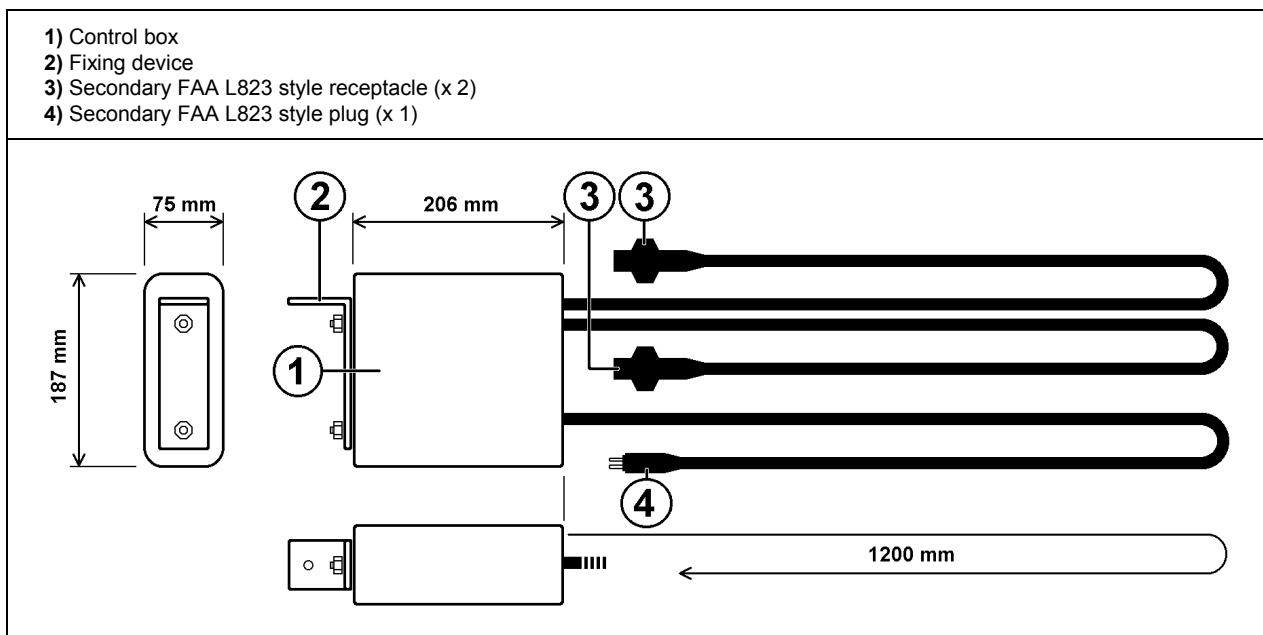 1) Control box
2) Fixing device
3) Secondary FAA L823 style receptacle (x 2)
4) Secondary FAA L823 style plug (x 1)
75 mm
2
206 mm
3
3
187 mm
1
4
1200 mm